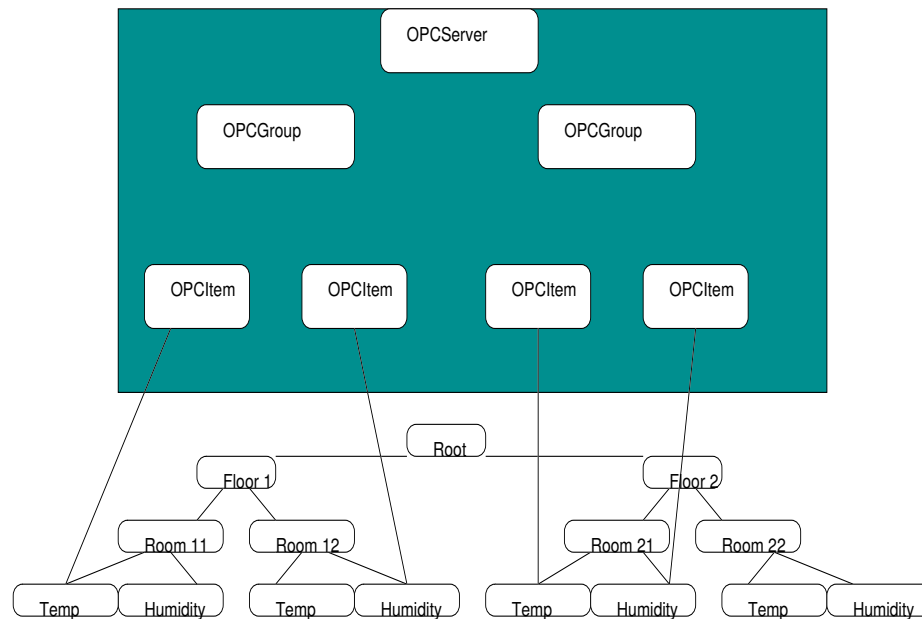 OPCServer
OPCGroup
OPCGroup
OPCItem
OPCItem
OPCItem
OPCItem
Root
Floor 1
Floor 2
Room 11
Room 12
Room 21
Room 22
Temp
Humidity
Temp
Humidity
Temp
Humidity
Temp
Humidity